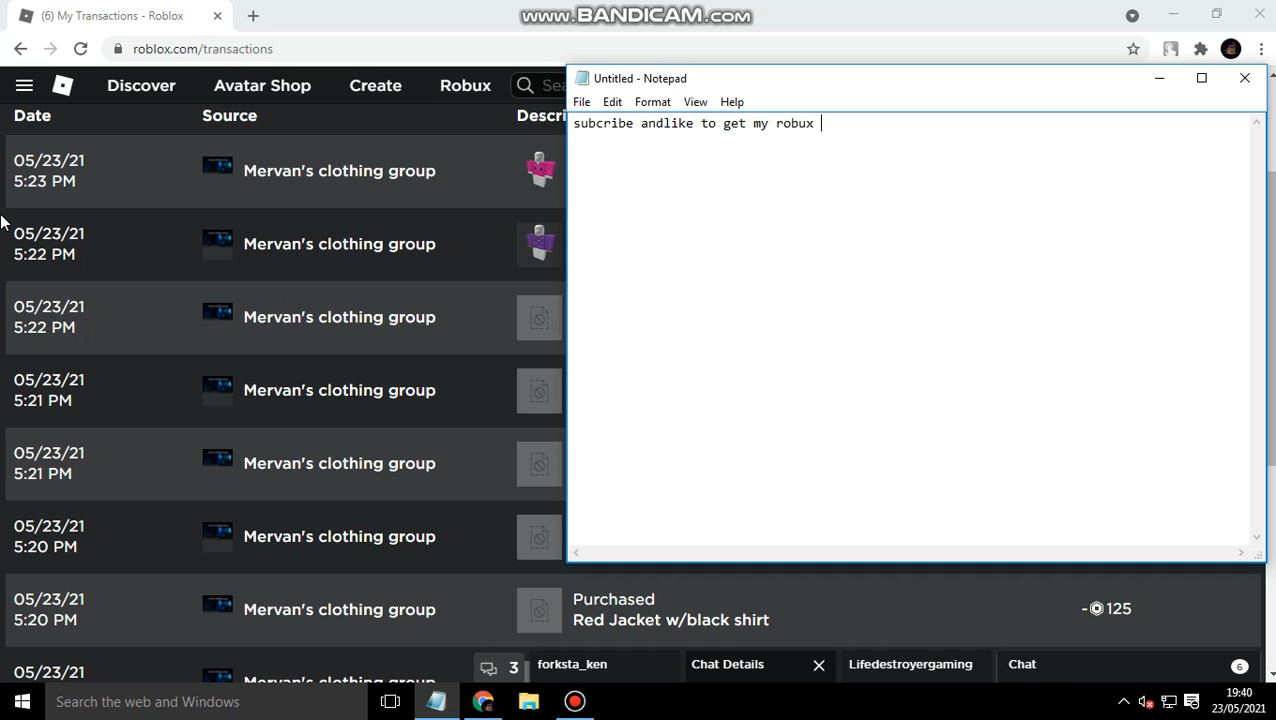 (6) My Transactions - Roblox
www.BANDICAM.com
roblox.com/transactions
Discover
Avatar Shop
Create
Robux
Sea
Untitled - Notepad
File Edit Format View Help
subcribe andlike to get my robux
Date
Source
Descri
05/23/21
5:23 PM
Mervan's clothing group
05/23/21
5:22 PM
Mervan's clothing group
05/23/21
5:22 PM
Mervan's clothing group
05/23/21
5:21 PM
Mervan's clothing group
05/23/21
5:21 PM
Mervan's clothing group
05/23/21
5:20 PM
Mervan's clothing group
05/23/21
5:20 PM
Mervan's clothing group
Purchased
Red Jacket w/black shirt
-125
05/23/21
Mervan's clothing group
3
forksta_ken
Chat Details
Lifedestroyergaming
Chat
6
Search the web and Windows
19:40
23/05/2021